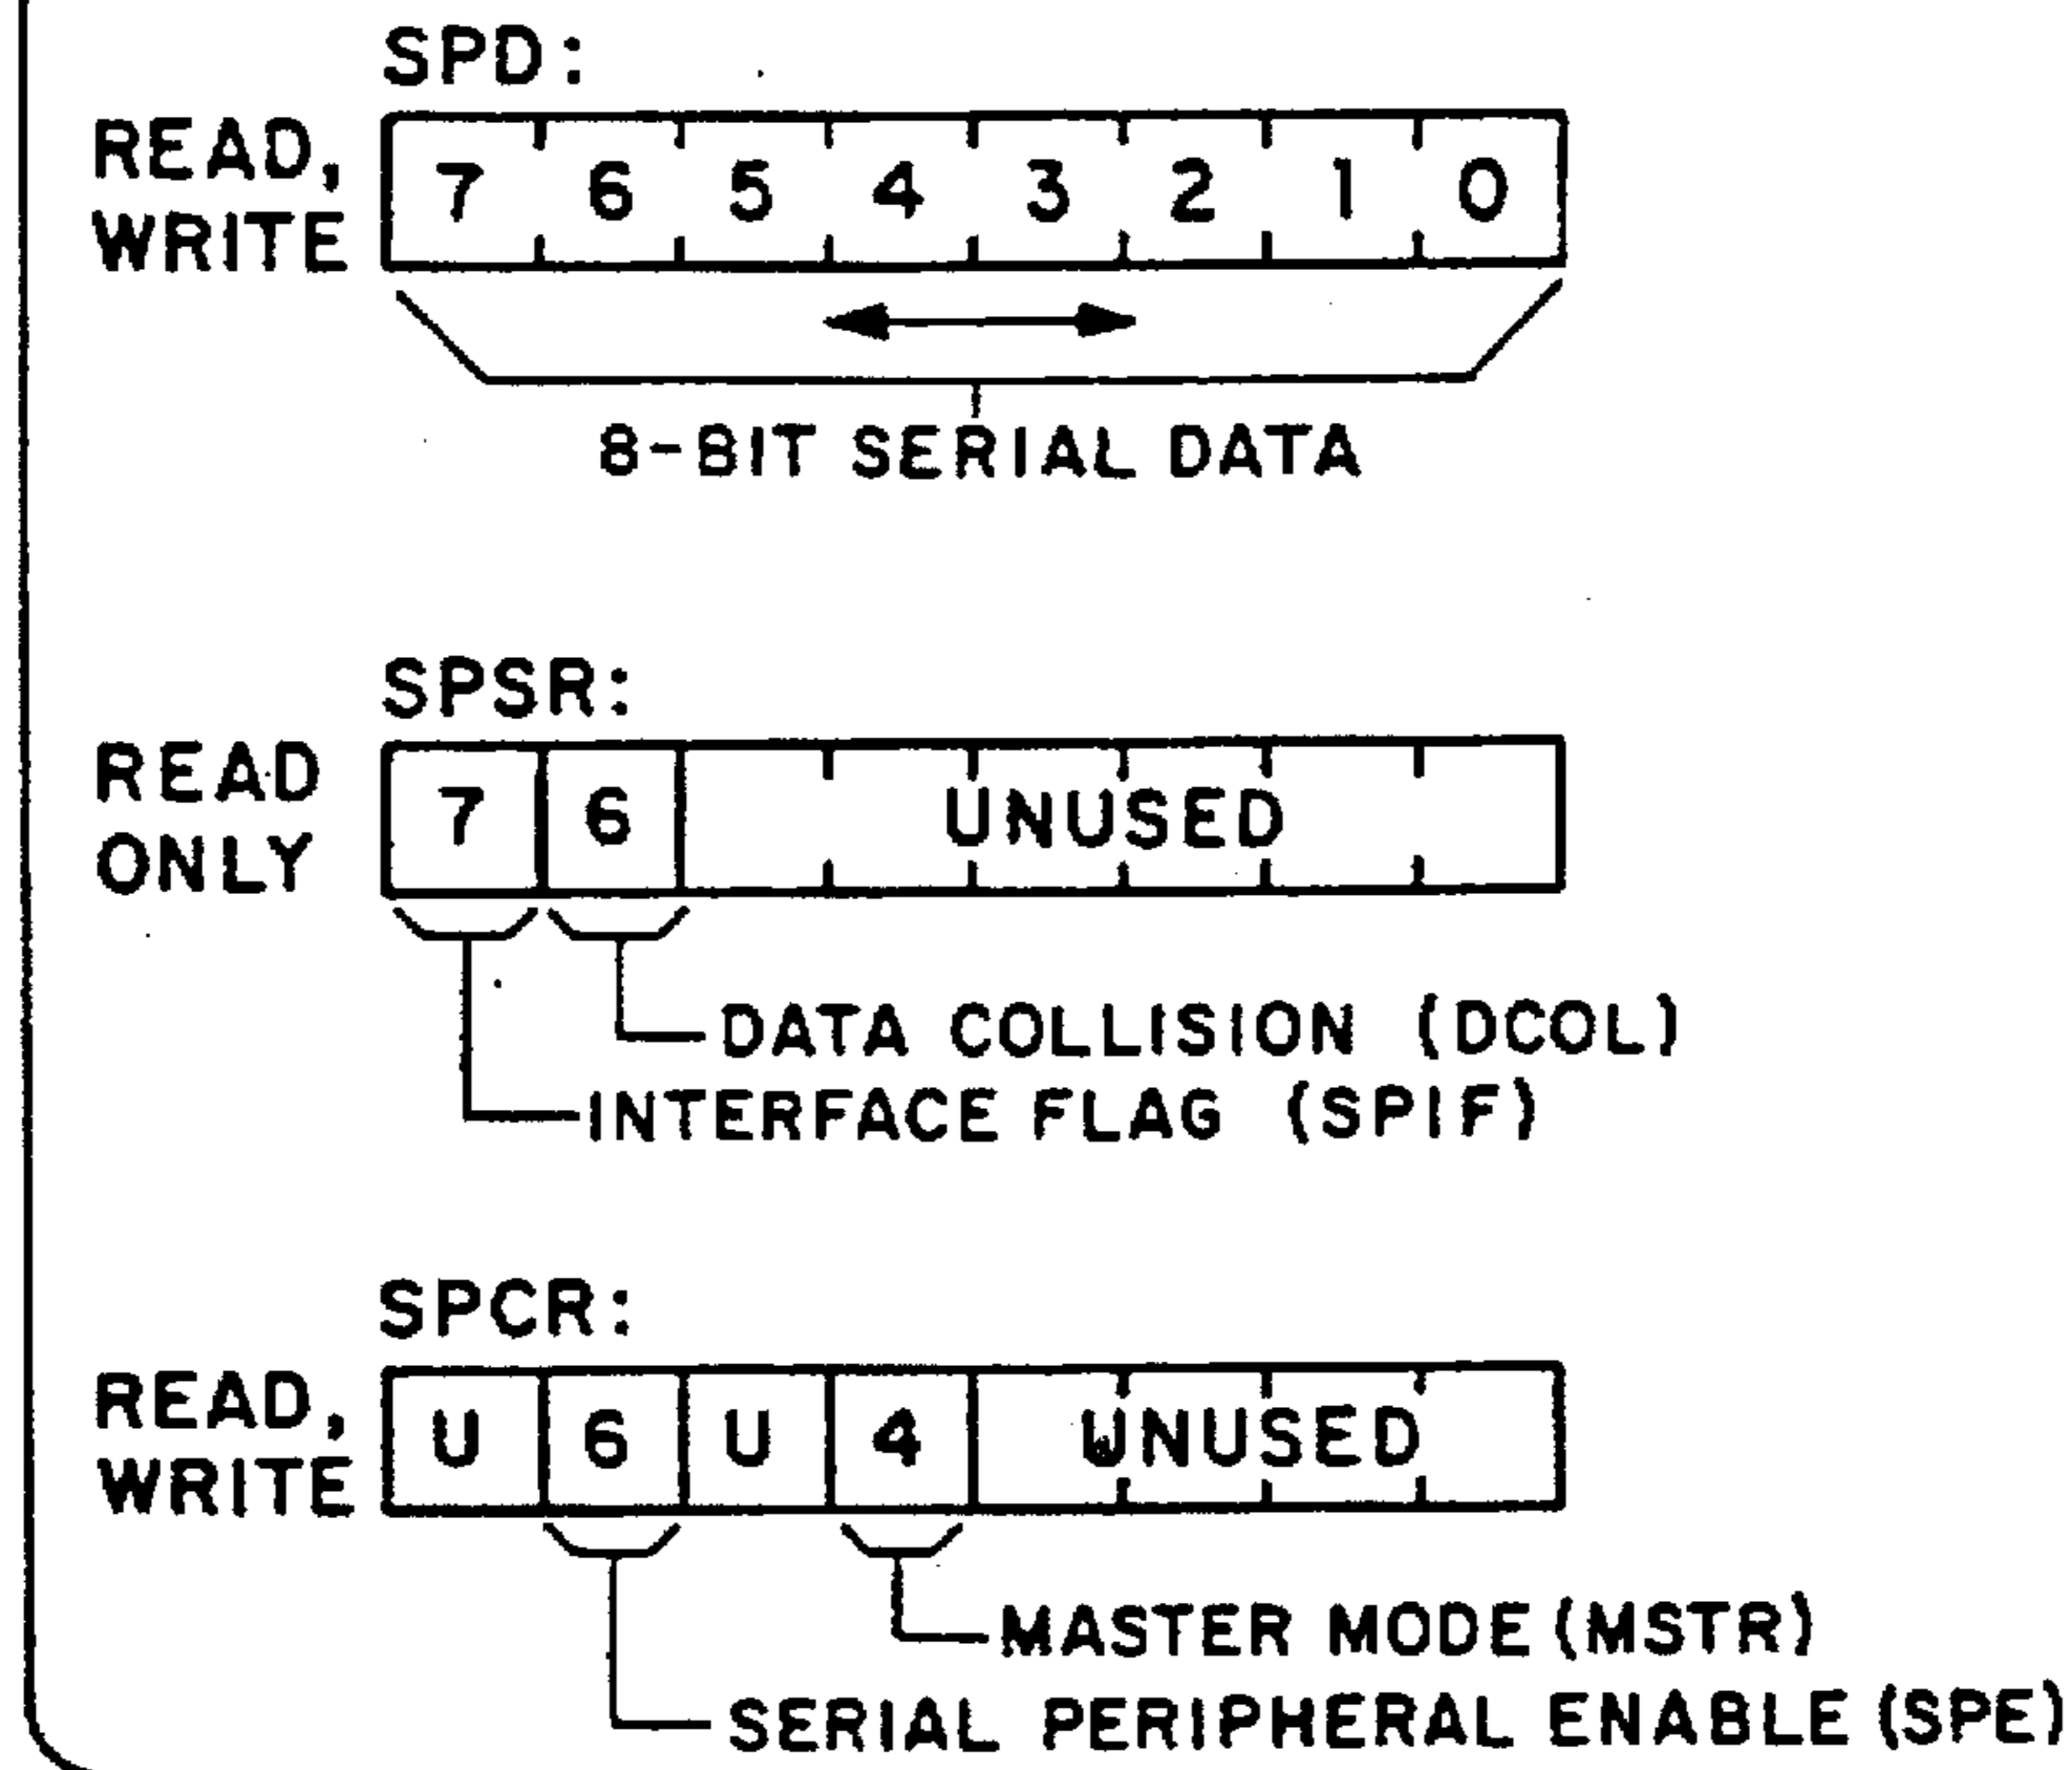 SPD:
READ,
WRITE
7 6 5 4 3 2 1 0
8-BIT SERIAL DATA
SPSR:
READ
ONLY
7 6 UNUSED
DATA COLLISION (DCOL)
INTERFACE FLAG (SPIF)
SPCR:
READ,
WRITE
U 6 U 4 UNUSED
MASTER MODE (MSTR)
SERIAL PERIPHERAL ENABLE (SPE)